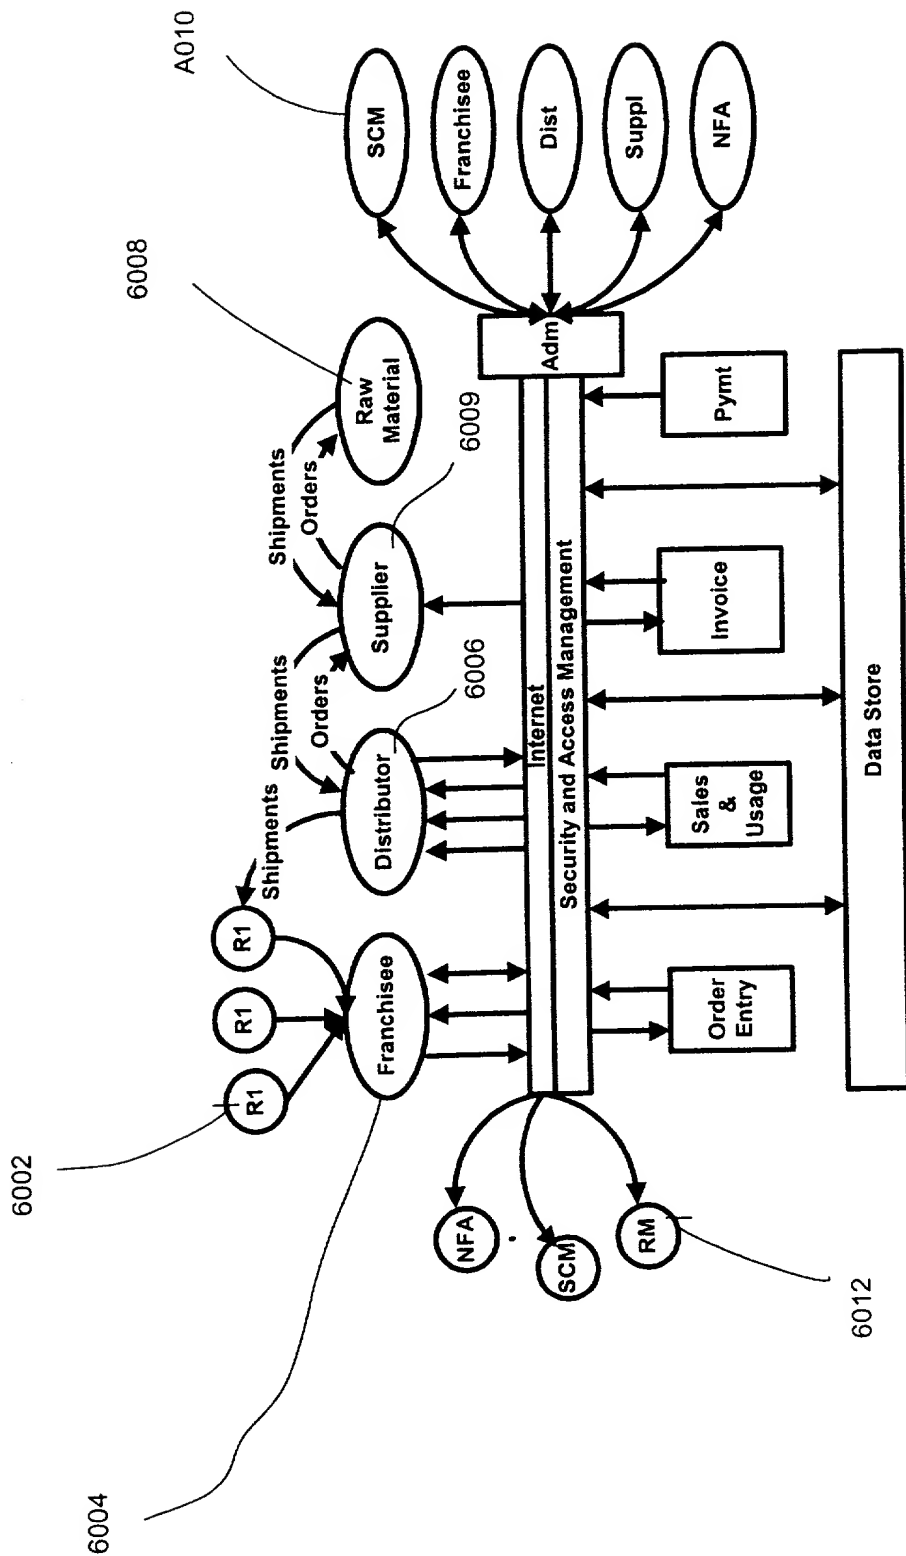 6002
6004
6008
A010
6009
6006
6012
R1
R1
R1
Shipments
Shipments
Orders
Shipments
Orders
Franchisee
Distributor
Supplier
Raw
Material
SCM
Franchisee
Dist
Suppl
NFA
Adm
Internet
Security and Access Management
NFA
SCM
RM
Order
Entry
Sales
&
Usage
Invoice
Pymt
Data Store